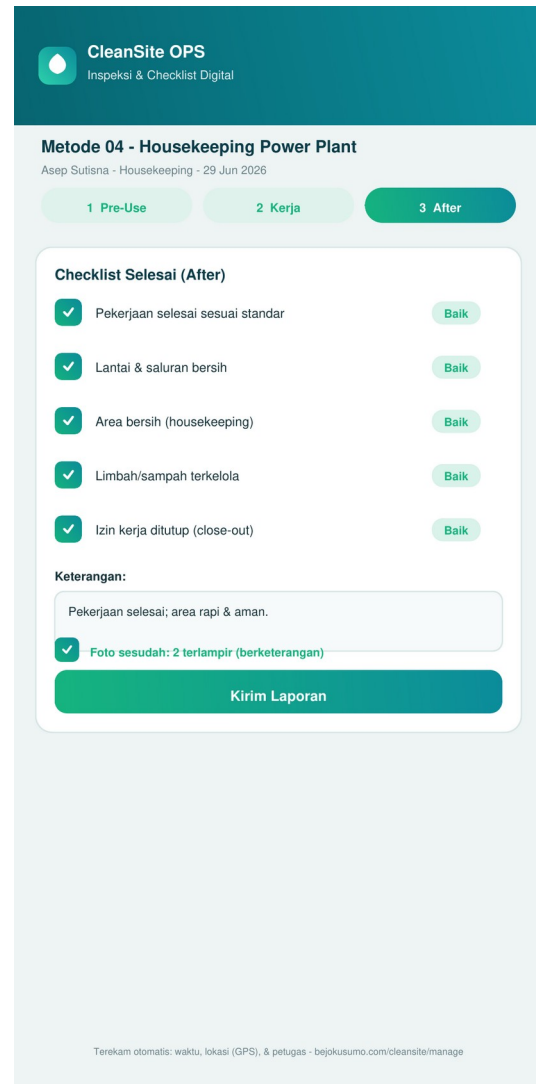 CleanSite OPS
Inspeksi & Checklist Digital
Metode 04 - Housekeeping Power Plant
Asep Sutisna - Housekeeping - 29 Jun 2026
1 Pre-Use
2 Kerja
3 After
Checklist Selesai (After)
Pekerjaan selesai sesuai standar
Baik
Lantai & saluran bersih
Baik
Area bersih (housekeeping)
Baik
Limbah/sampah terkelola
Baik
Izin kerja ditutup (close-out)
Baik
Keterangan:
Pekerjaan selesai; area rapi & aman.
Foto sesudah: 2 terlampir (berketerangan)
Kirim Laporan
Terekam otomatis: waktu, lokasi (GPS), & petugas - bejokusumo.com/cleansite/manage